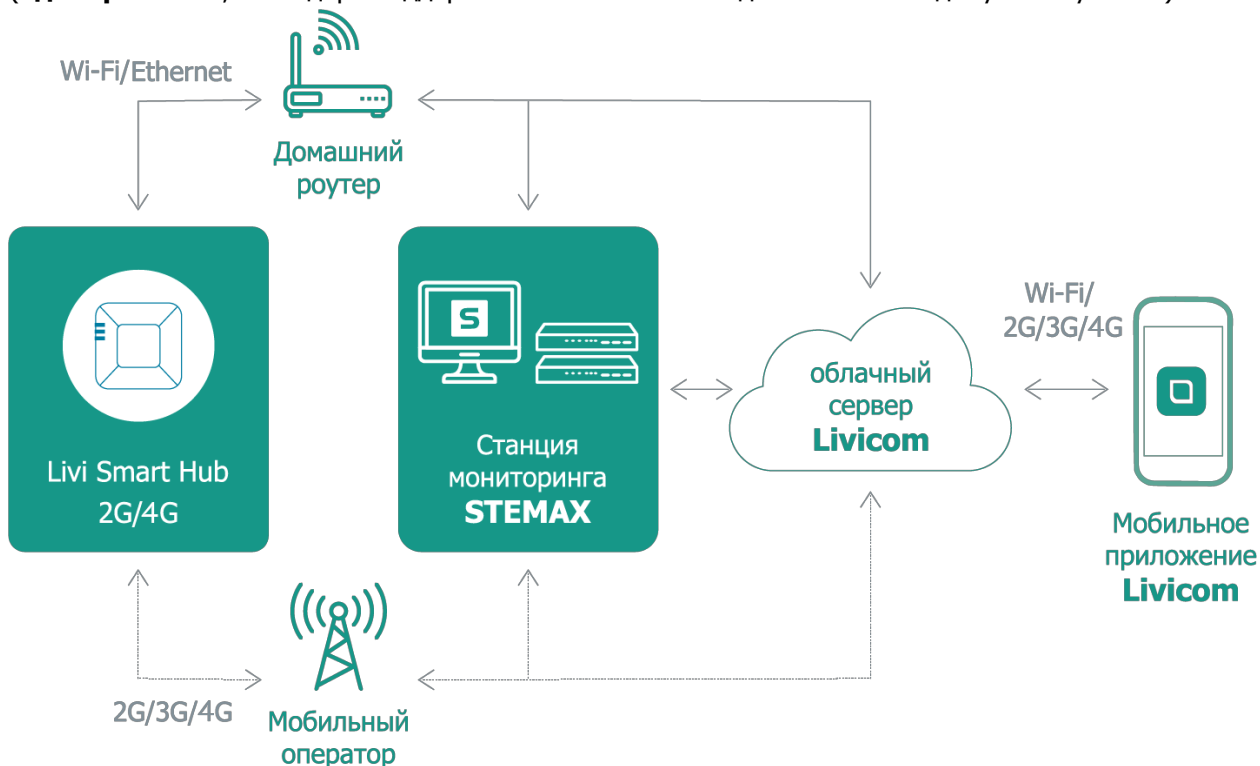 Wi-Fi/Ethernet
Домашний
роутер
Livi Smart Hub
2G/4G
S
Станция
мониторинга
STEMAX
облачный
сервер
Livicom
Wi-Fi/
2G/3G/4G
Мобильное
приложение
Livicom
2G/3G/4G
Мобильный
оператор